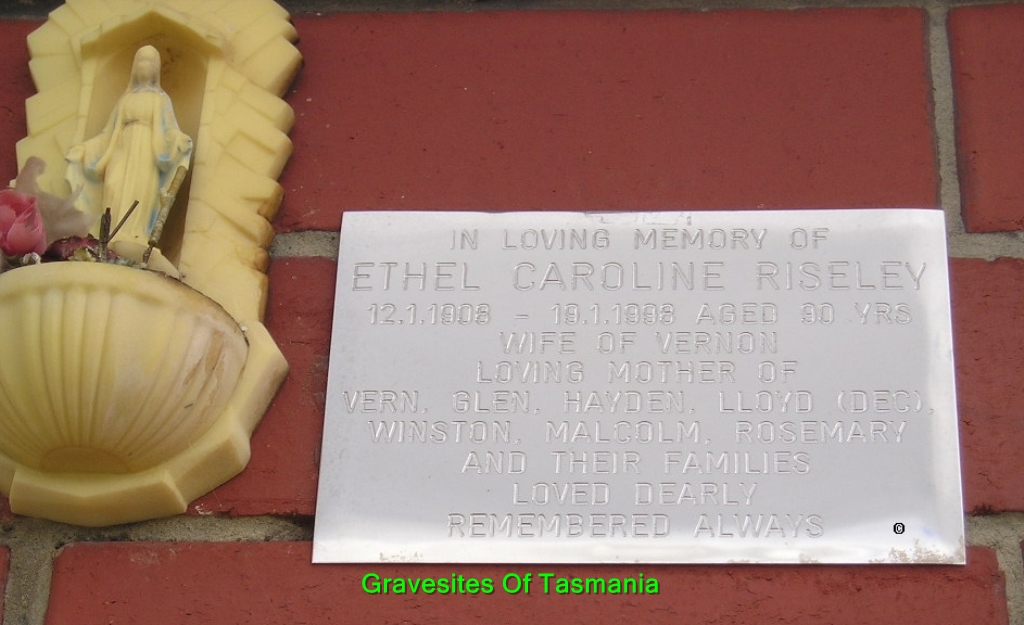 IN LOVING MEMORY OF
ETHEL CAROLINE RISELEY
12.1.1908 - 19.1.1998 AGED 90 YRS
WIFE OF VERNON
LOVING MOTHER OF
VERN, GLEN, HAYDEN, LLOYD (DEC),
WINSTON, MALCOLM, ROSEMARY
AND THEIR FAMILIES
LOVED DEARLY
REMEMBERED ALWAYS
©
Gravesites Of Tasmania